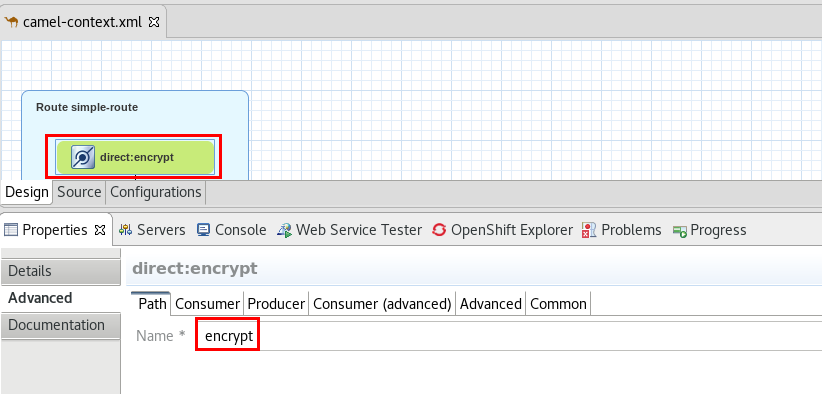 camel-context.xml
Route simple-route
direct:encrypt
Design Source Configurations
Properties Servers Console Web Service Tester OpenShift Explorer Problems Progress
Details
Advanced
Documentation
direct:encrypt
Path Consumer Producer Consumer (advanced) Advanced Common
Name * encrypt